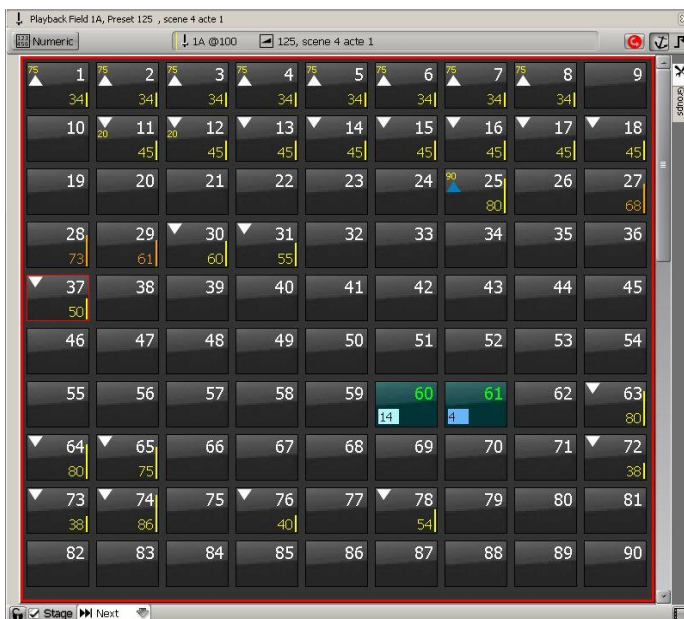 Playback Field 1A, Preset 125 , scene 4 acte 1
Numeric 1A @100 125, scene 4 acte 1
75 1 75 2 75 3 75 4 75 5 75 6 75 7 75 8 9
34 34 34 34 34 34 34 34
10 11 12 13 14 15 16 17 18
20 45 20 45 45 45 45 45 45 45
19 20 21 22 23 24 90 25 26 27
80 68
28 29 30 31 32 33 34 35 36
73 61 60 55
37 38 39 40 41 42 43 44 45
50
46 47 48 49 50 51 52 53 54
55 56 57 58 59 60 61 62 63
14 4 80
64 65 66 67 68 69 70 71 72
80 75 38
73 74 75 76 77 78 79 80 81
38 86 40 54
82 83 84 85 86 87 88 89 90
Stage Next
Groups